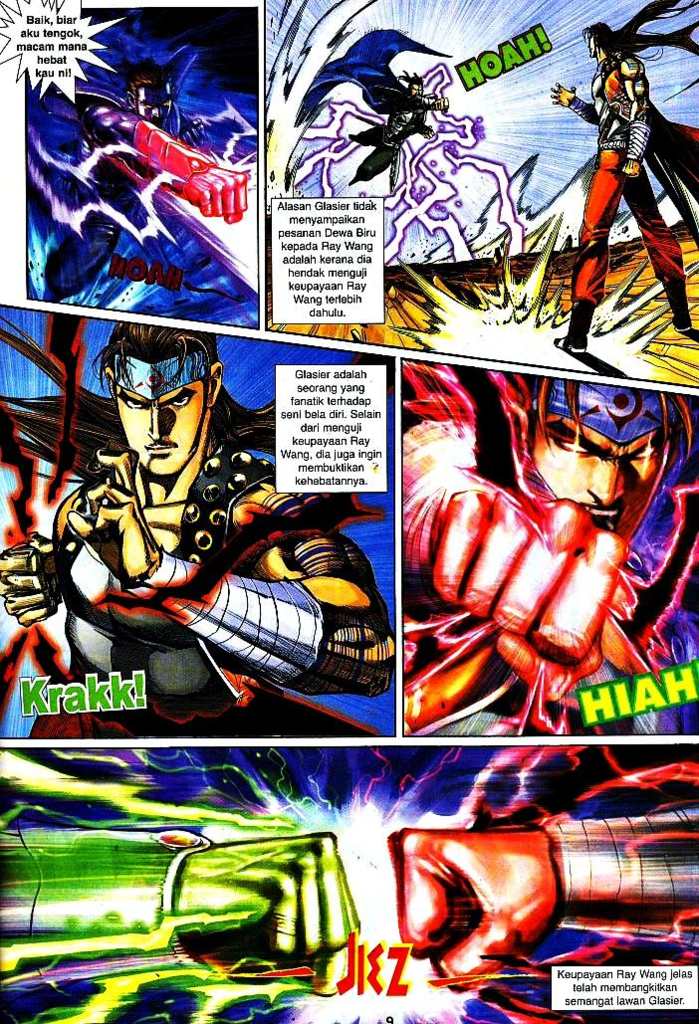 Baik, biar
aku tengok,
macam mana
hebat
kau ni!
HOAH
HOAH!
Alasan Glasier tidak
menyampaikan
pesanan Dewa Biru
kepada Ray Wang
adalah kerana dia
hendak menguji
keupayaan Ray
Wang terlebih
dahulu.
Glasier adalah
seorang yang
fanatik terhadap
seni bela diri. Selain
dari menguji
keupayaan Ray
Wang, dia juga ingin
membuktikan
kehebatannya.
Krakk!
HIAH
JIEZ
Keupayaan Ray Wang jelas
telah membangkitkan
semangat lawan Glasier.
9